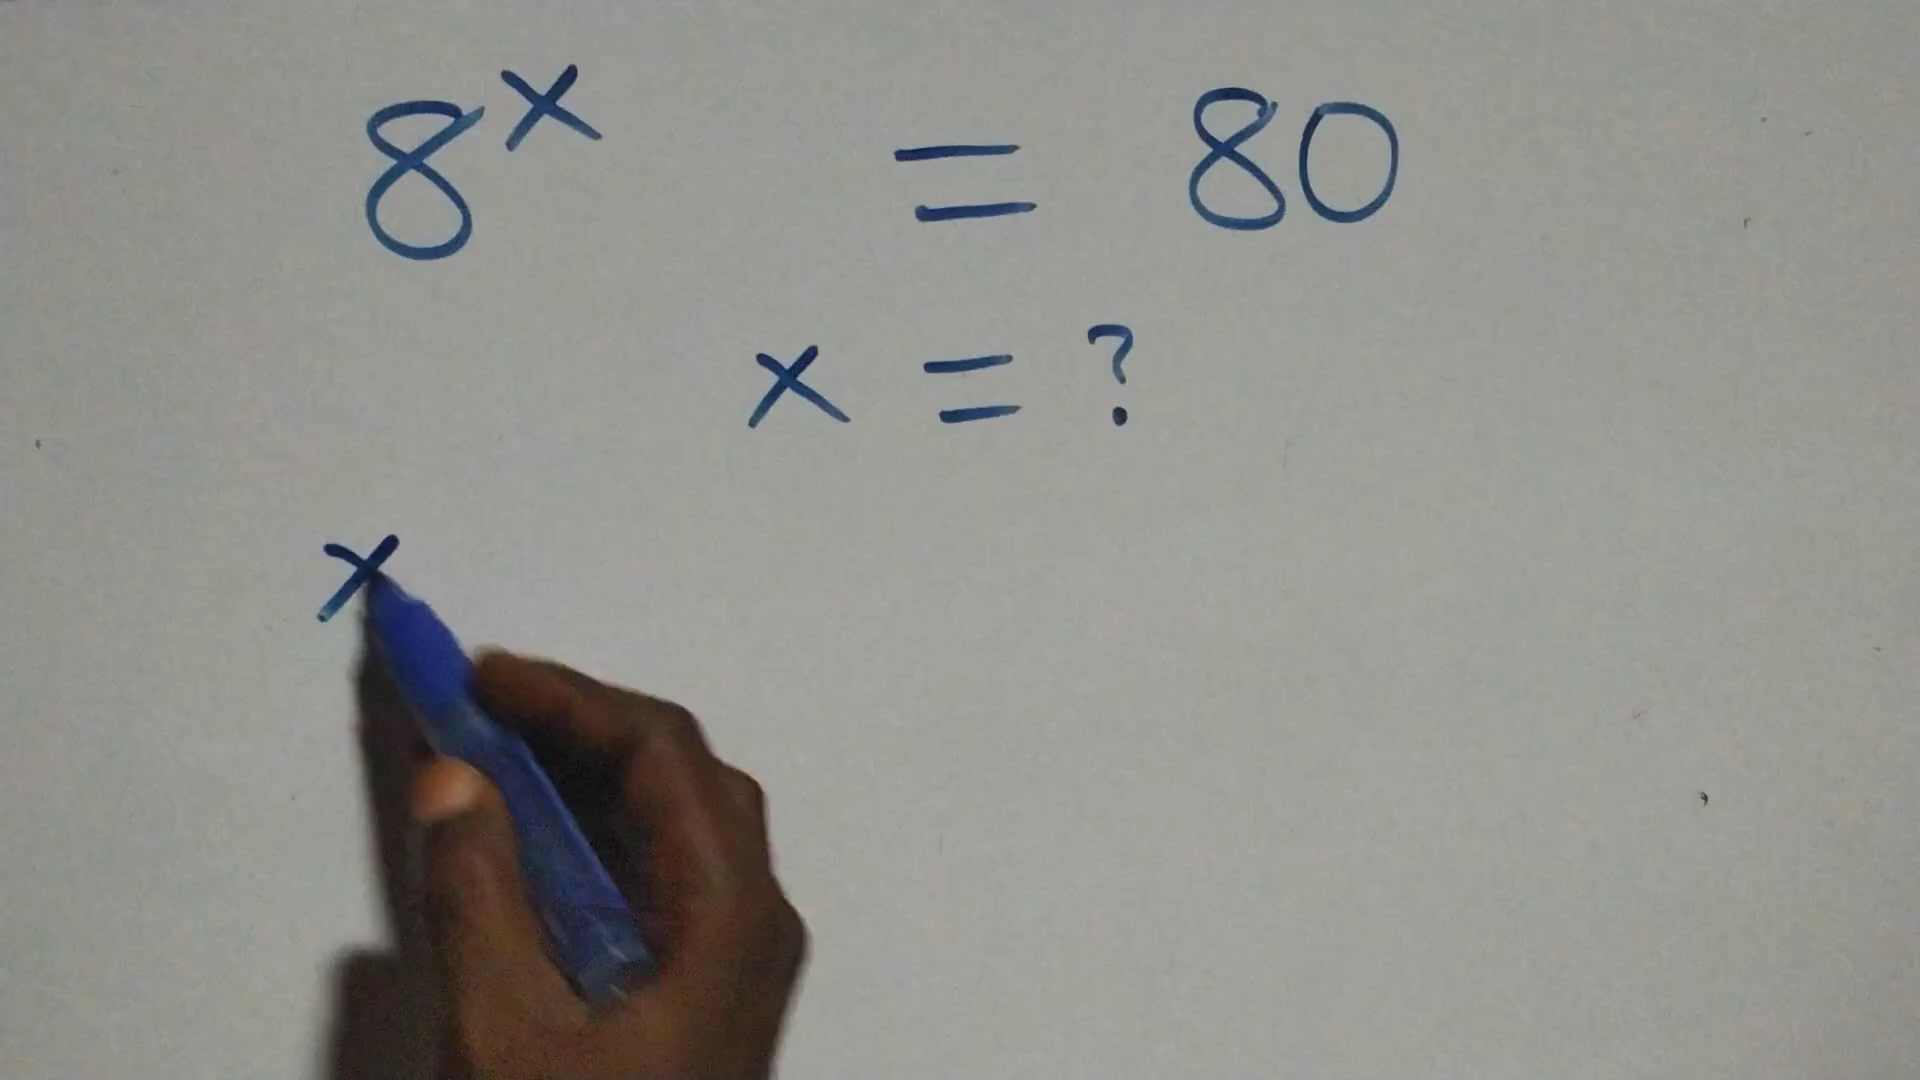 8^x = 80
x = ?
x